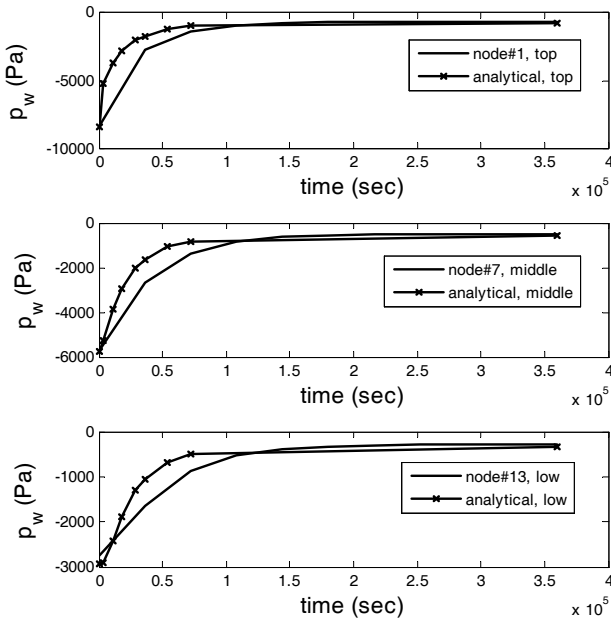 0
-5000
-10000
p_w (Pa)
node#1, top
analytical, top
0 0.5 1 1.5 2 2.5 3 3.5 4
time (sec)
x 10^5
0
-2000
-4000
-6000
p_w (Pa)
node#7, middle
analytical, middle
0 0.5 1 1.5 2 2.5 3 3.5 4
time (sec)
x 10^5
0
-1000
-2000
-3000
p_w (Pa)
node#13, low
analytical, low
0 0.5 1 1.5 2 2.5 3 3.5 4
time (sec)
x 10^5